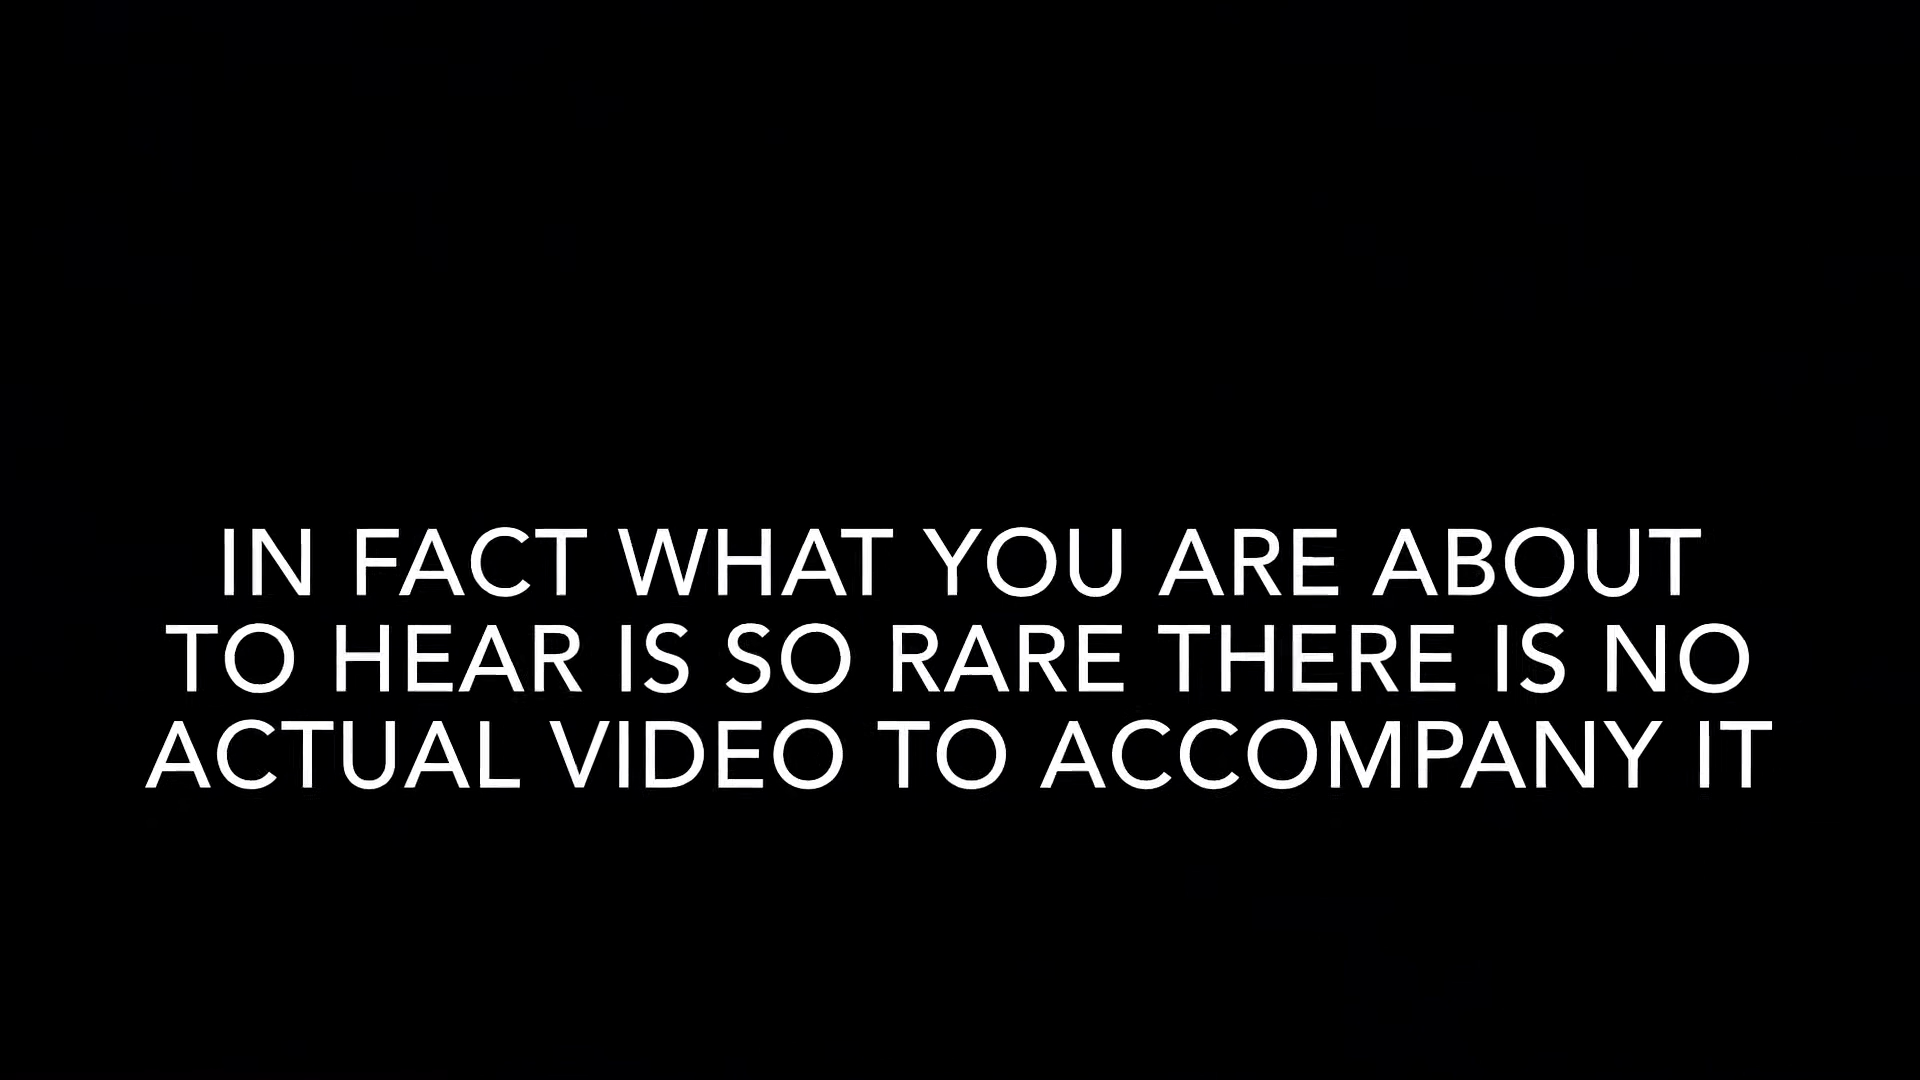 IN FACT WHAT YOU ARE ABOUT
TO HEAR IS SO RARE THERE IS NO
ACTUAL VIDEO TO ACCOMPANY IT